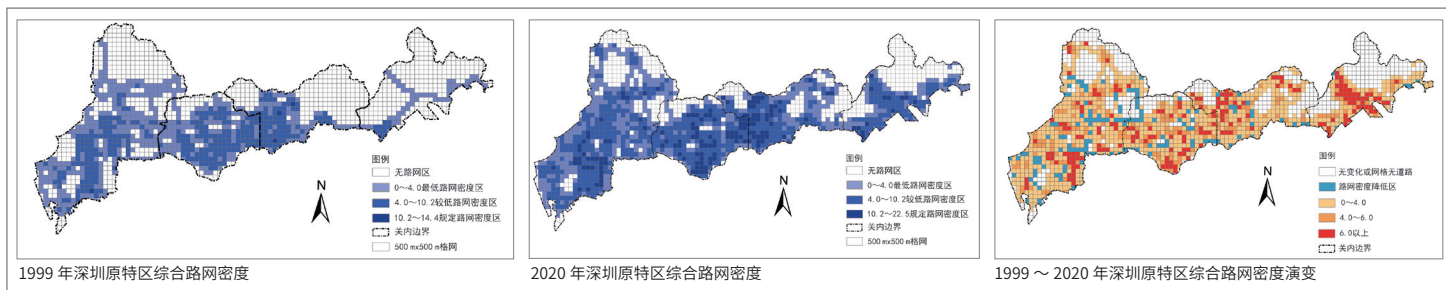 N
图例
无路网区
0～4.0最低路网密度区
4.0～10.2较低路网密度区
10.2～14.4规定路网密度区
关内边界
500 mx500 m格网
1999 年深圳原特区综合路网密度
N
图例
无路网区
0～4.0最低路网密度区
4.0～10.2较低路网密度区
10.2～22.5规定路网密度区
关内边界
500 mx500 m格网
2020 年深圳原特区综合路网密度
N
图例
无变化或网格无道路
路网密度降低区
0～4.0
4.0～6.0
6.0以上
关内边界
1999 ～ 2020 年深圳原特区综合路网密度演变